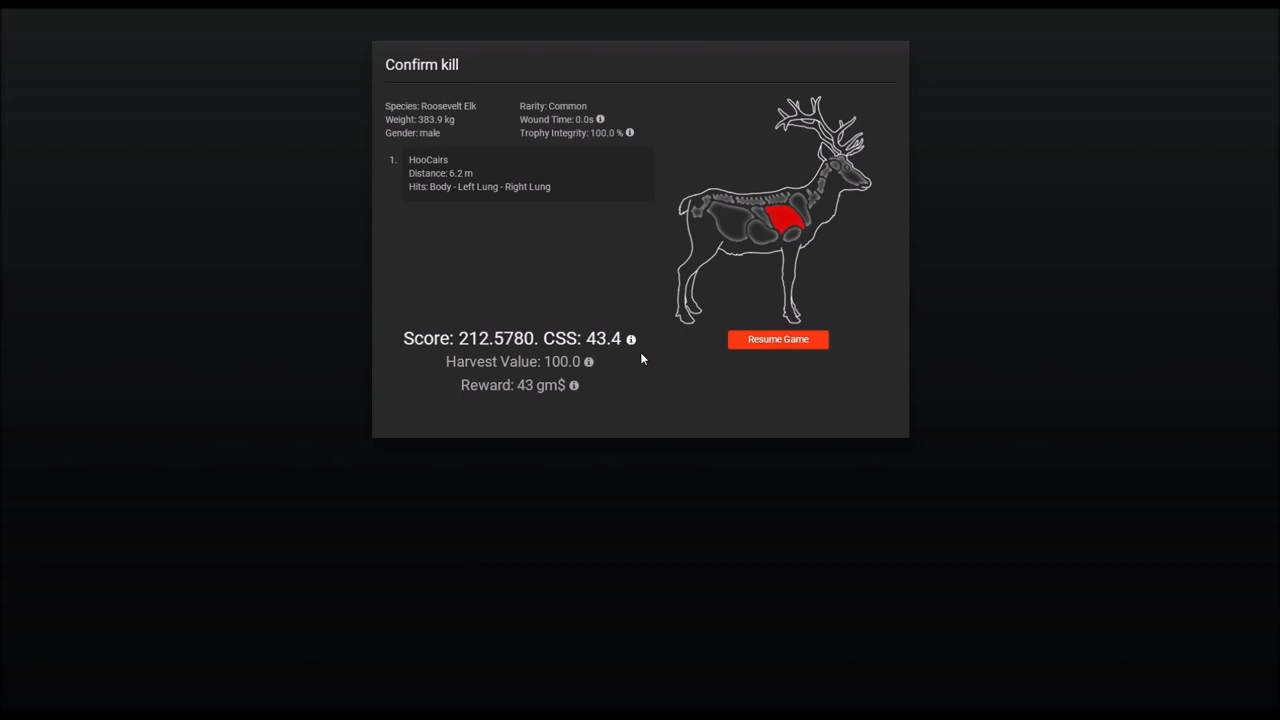 Confirm kill
Species: Roosevelt Elk
Weight: 383.9 kg
Gender: male
Rarity: Common
Wound Time: 0.0s
Trophy Integrity: 100.0 %
1.
HooCairs
Distance: 6.2 m
Hits: Body - Left Lung - Right Lung
Score: 212.5780. CSS: 43.4
Harvest Value: 100.0
Reward: 43 gm$
Resume Game